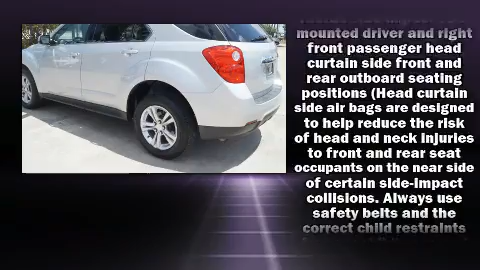 mounted driver and right
front passenger head
curtain side front and
rear outboard seating
positions (Head curtain
side air bags are designed
to help reduce the risk
of head and neck injuries
to front and rear seat
occupants on the near side
of certain side-impact
collisions. Always use
safety belts and the
correct child restraints